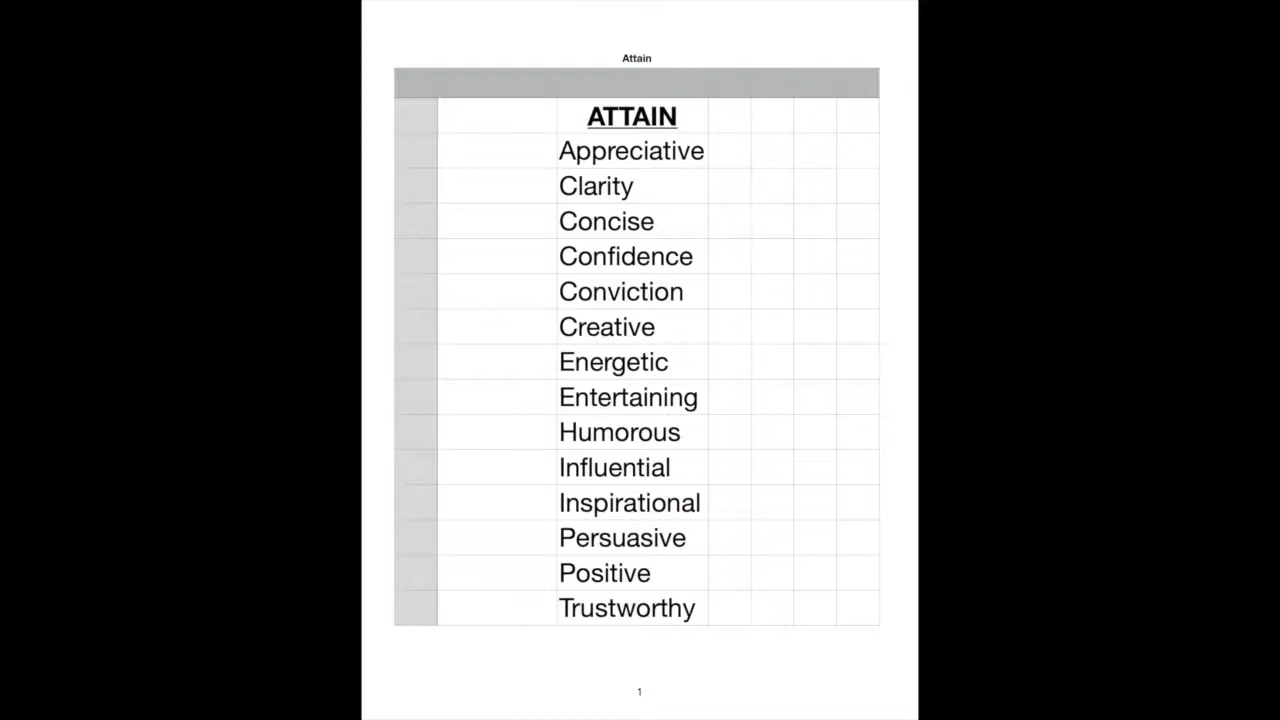 Attain
ATTAIN
Appreciative
Clarity
Concise
Confidence
Conviction
Creative
Energetic
Entertaining
Humorous
Influential
Inspirational
Persuasive
Positive
Trustworthy
1